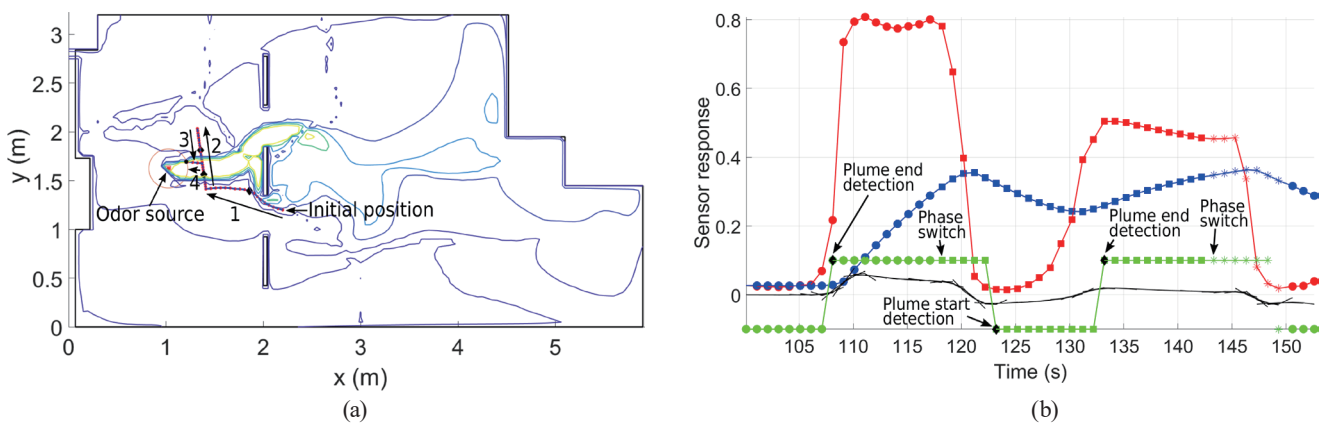 3
2.5
2
1.5
1
0.5
0
y (m)
0
1
2
3
4
5
x (m)
3
2
4
1
Odor source
Initial position
(a)
0.8
0.6
0.4
0.2
0
Sensor response
Plume end
detection
Phase
switch
Plume start
detection
Plume end
detection
Phase
switch
105
110
115
120
125
130
135
140
145
150
Time (s)
(b)